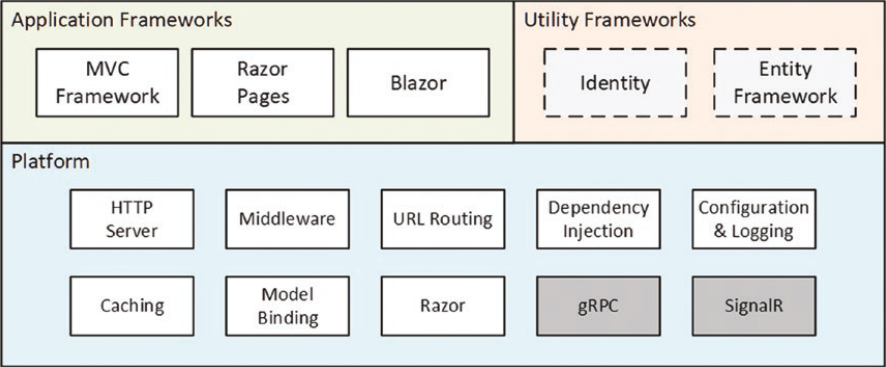 Application Frameworks
Utility Frameworks
MVC
Framework
Razor
Pages
Blazor
Identity
Entity
Framework
Platform
HTTP
Server
Middleware
URL Routing
Dependency
Injection
Configuration
& Logging
Caching
Model
Binding
Razor
gRPC
SignalR